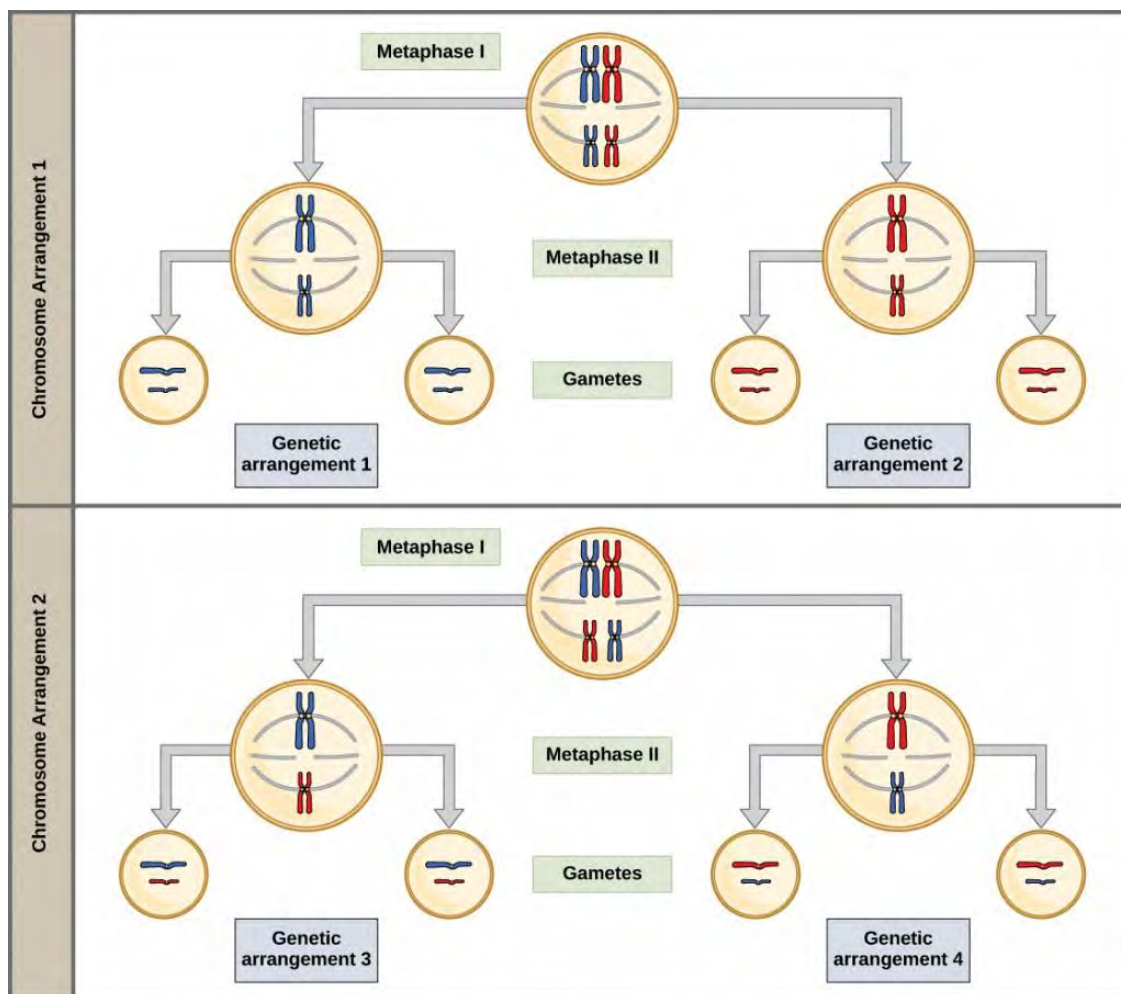 Chromosome Arrangement 1
Metaphase I
Metaphase II
Gametes
Genetic
arrangement 1
Genetic
arrangement 2
Chromosome Arrangement 2
Metaphase I
Metaphase II
Gametes
Genetic
arrangement 3
Genetic
arrangement 4